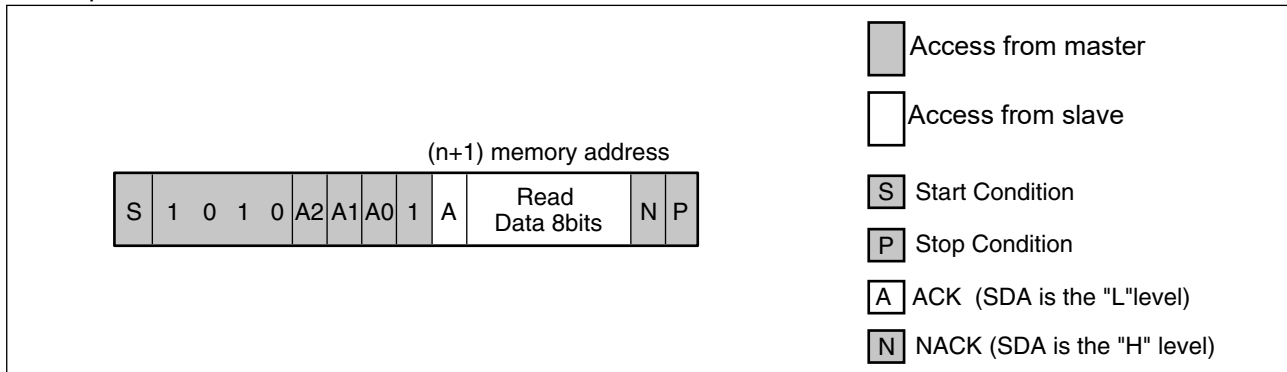 Access from master
Access from slave
(n+1) memory address
S 1 0 1 0 A2 A1 A0 1 A Read Data 8bits N P
S Start Condition
P Stop Condition
A ACK (SDA is the "L"level)
N NACK (SDA is the "H" level)